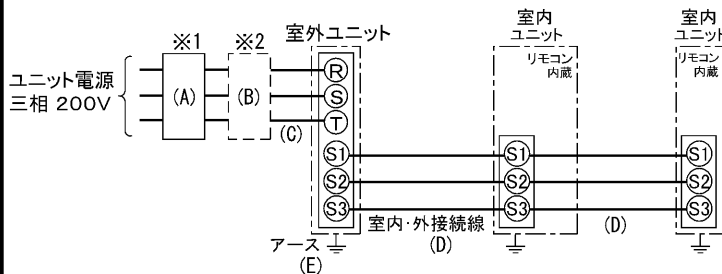 ※1
※2
室外ユニット
室内
ユニット
室内
ユニット
リモコン
内蔵
リモコン
内蔵
ユニット電源
三相 200V
(A)
(B)
(C)
R
S
T
S1
S2
S3
S1
S2
S3
S1
S2
S3
室内・外接続線
(D)
(D)
アース
(E)